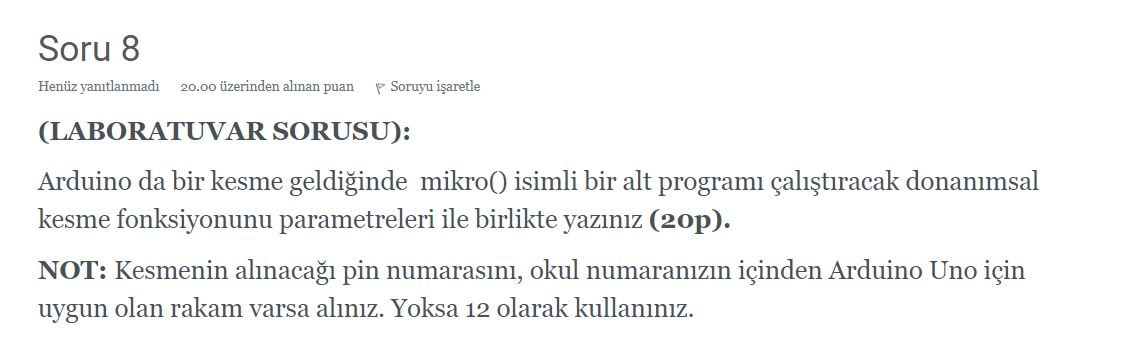 Soru 8
Henüz yanıtlanmadı 20.00 üzerinden alınan puan Soruyu işaretle
(LABORATUVAR SORUSU):
Arduino da bir kesme geldiğinde mikro() isimli bir alt programı çalıştıracak donanımsal
kesme fonksiyonunu parametreleri ile birlikte yazınız (20p).
NOT: Kesmenin alınacağı pin numarasını, okul numaranızın içinden Arduino Uno için
uygun olan rakam varsa alınız. Yoksa 12 olarak kullanınız.